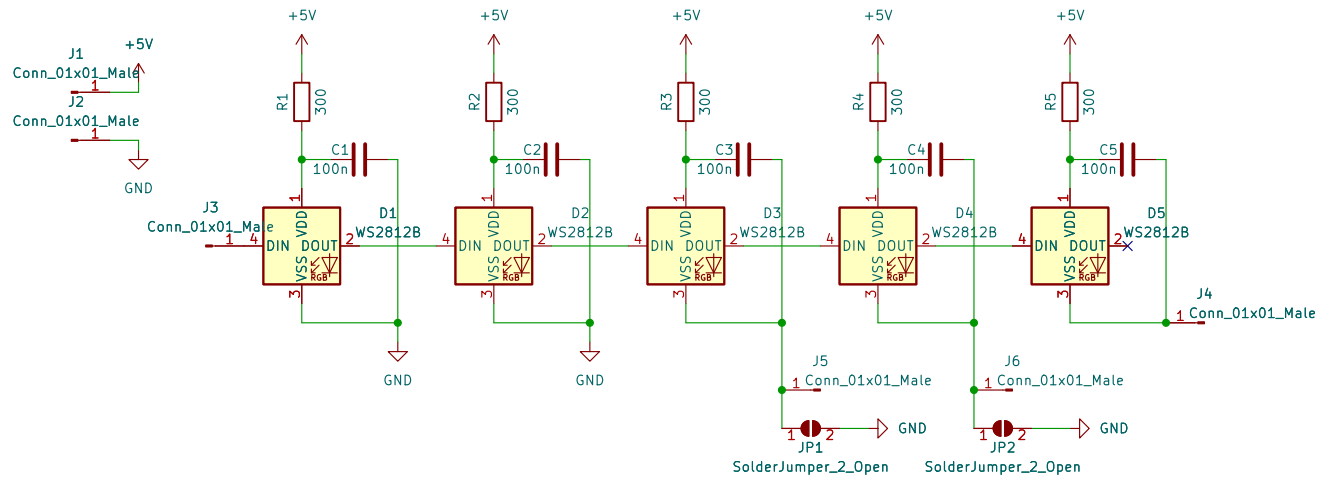 +5V
+5V
+5V
+5V
+5V
J1
+5V
Conn_01x01_Male
1
J2
Conn_01x01_Male
1
GND
R1
300
R2
300
R3
300
R4
300
R5
300
C1
100n
C2
100n
C3
100n
C4
100n
C5
100n
J3
Conn_01x01_Male
1
D1
WS2812B
1
VDD
4
DIN
DOUT
2
VSS
RGB
3
D2
WS2812B
1
VDD
4
DIN
DOUT
2
VSS
RGB
3
D3
WS2812B
1
VDD
4
DIN
DOUT
2
VSS
RGB
3
D4
WS2812B
1
VDD
4
DIN
DOUT
2
VSS
RGB
3
D5
WS2812B
1
VDD
4
DIN
DOUT
2
VSS
RGB
3
J4
1
Conn_01x01_Male
GND
GND
J5
1
Conn_01x01_Male
J6
1
Conn_01x01_Male
1
2
GND
JP1
SolderJumper_2_Open
1
2
GND
JP2
SolderJumper_2_Open